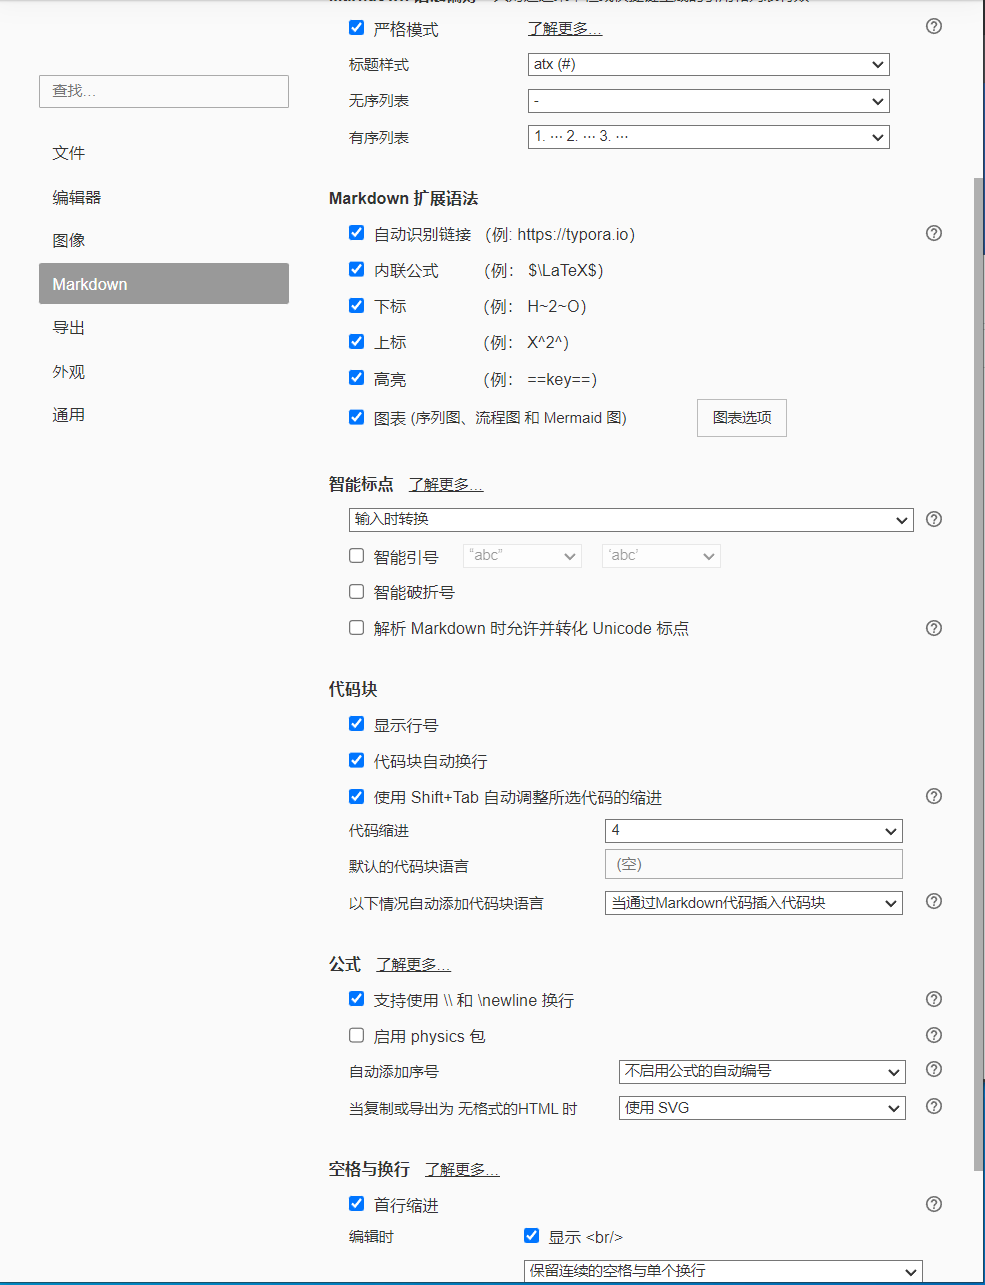 严格模式 了解更多…
标题样式 atx (#)
查找…
无序列表 -
有序列表 1. ··· 2. ··· 3. ···
文件
编辑器
图像
Markdown
导出
外观
通用
Markdown 扩展语法
自动识别链接 (例: https://typora.io)
内联公式 (例: $\LaTeX$)
下标 (例: H~2~O)
上标 (例: X^2^)
高亮 (例: ==key==)
图表 (序列图、流程图 和 Mermaid 图) 图表选项
智能标点 了解更多…
输入时转换
智能引号 “abc” ‘abc’
智能破折号
解析 Markdown 时允许并转化 Unicode 标点
代码块
显示行号
代码块自动换行
使用 Shift+Tab 自动调整所选代码的缩进
代码缩进 4
默认的代码块语言 (空)
以下情况自动添加代码块语言 当通过Markdown代码插入代码块
公式 了解更多…
支持使用 \\ 和 \newline 换行
启用 physics 包
自动添加序号 不启用公式的自动编号
当复制或导出为 无格式的HTML 时 使用 SVG
空格与换行 了解更多…
首行缩进
编辑时 显示 <br/>
保留连续的空格与单个换行